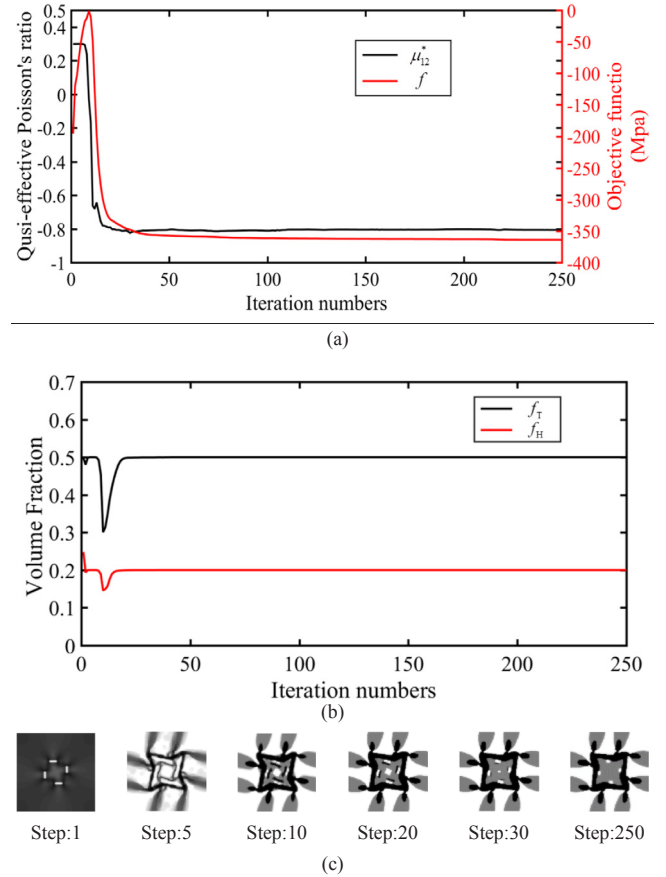 0.5
0.4
0.2
0
-0.2
-0.4
-0.6
-0.8
-1
Qusi-effective Poisson's ratio
μ*12
f
0
-50
-100
-150
-200
-250
-300
-350
-400
Objective functio
(Mpa)
0 50 100 150 200 250
Iteration numbers
(a)
0.7
0.6
0.5
0.4
0.3
0.2
0.1
0
Volume Fraction
fT
fH
0 50 100 150 200 250
Iteration numbers
(b)
Step:1 Step:5 Step:10 Step:20 Step:30 Step:250
(c)